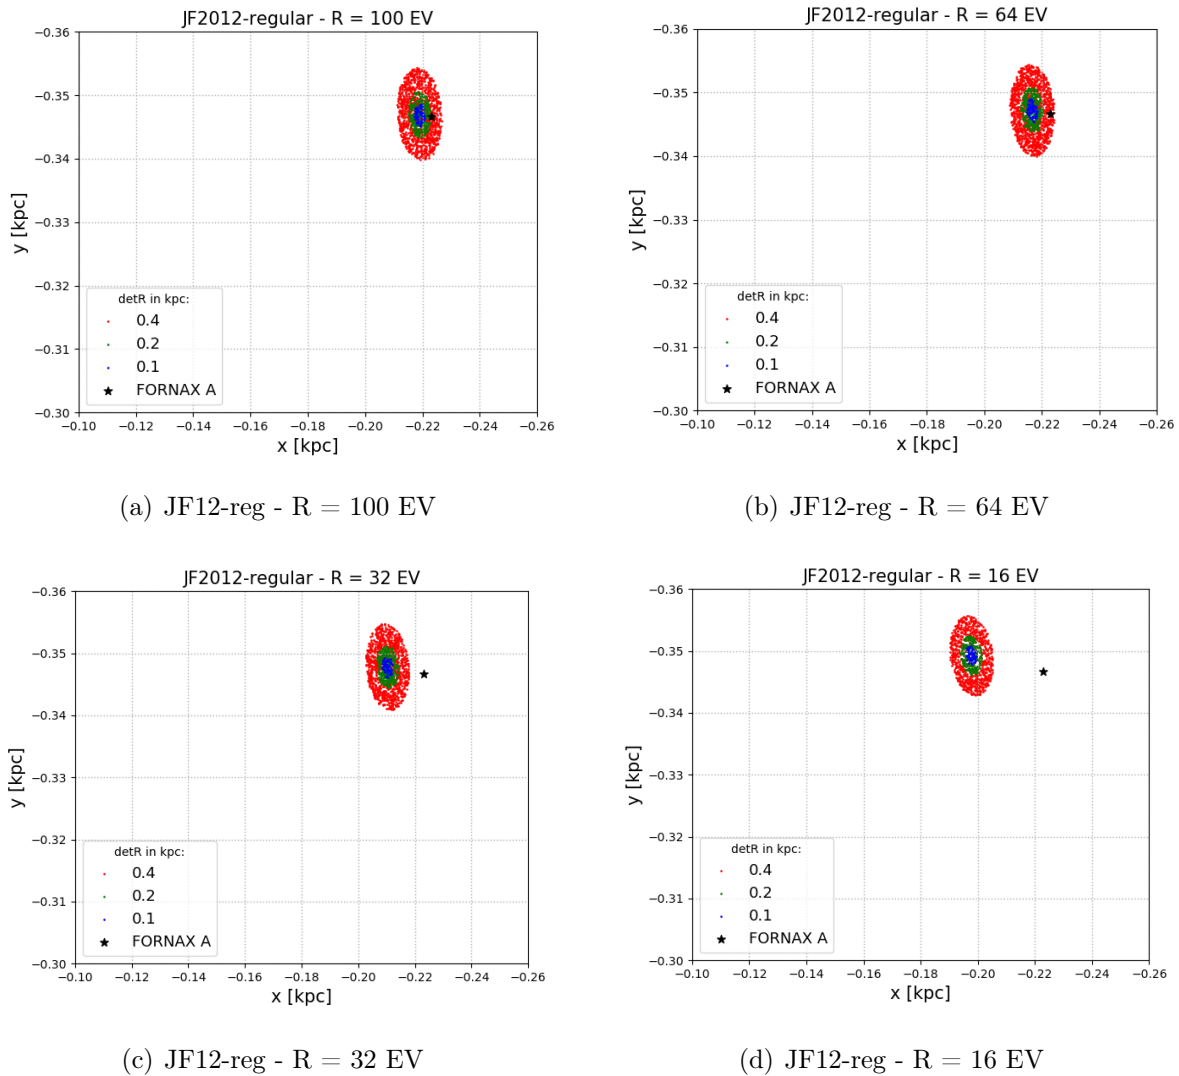 JF2012-regular - R = 100 EV
−0.36
−0.35
−0.34
−0.33
−0.32
−0.31
−0.30
y [kpc]
detR in kpc:
0.4
0.2
0.1
FORNAX A
−0.10 −0.12 −0.14 −0.16 −0.18 −0.20 −0.22 −0.24 −0.26
x [kpc]
(a) JF12-reg - R = 100 EV
JF2012-regular - R = 64 EV
−0.36
−0.35
−0.34
−0.33
−0.32
−0.31
−0.30
y [kpc]
detR in kpc:
0.4
0.2
0.1
FORNAX A
−0.10 −0.12 −0.14 −0.16 −0.18 −0.20 −0.22 −0.24 −0.26
x [kpc]
(b) JF12-reg - R = 64 EV
JF2012-regular - R = 32 EV
−0.36
−0.35
−0.34
−0.33
−0.32
−0.31
−0.30
y [kpc]
detR in kpc:
0.4
0.2
0.1
FORNAX A
−0.10 −0.12 −0.14 −0.16 −0.18 −0.20 −0.22 −0.24 −0.26
x [kpc]
(c) JF12-reg - R = 32 EV
JF2012-regular - R = 16 EV
−0.36
−0.35
−0.34
−0.33
−0.32
−0.31
−0.30
y [kpc]
detR in kpc:
0.4
0.2
0.1
FORNAX A
−0.10 −0.12 −0.14 −0.16 −0.18 −0.20 −0.22 −0.24 −0.26
x [kpc]
(d) JF12-reg - R = 16 EV